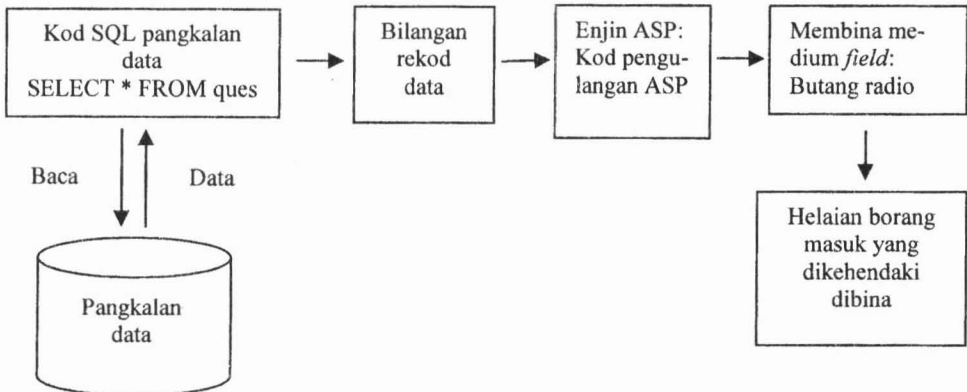 Kod SQL pangkalan
data
SELECT * FROM ques
Bilangan
rekod
data
Enjin ASP:
Kod pengu-
langan ASP
Membina me-
dium field:
Butang radio
Baca
Data
Helaian borang
masuk yang
dikehendaki
dibina
Pangkalan
data